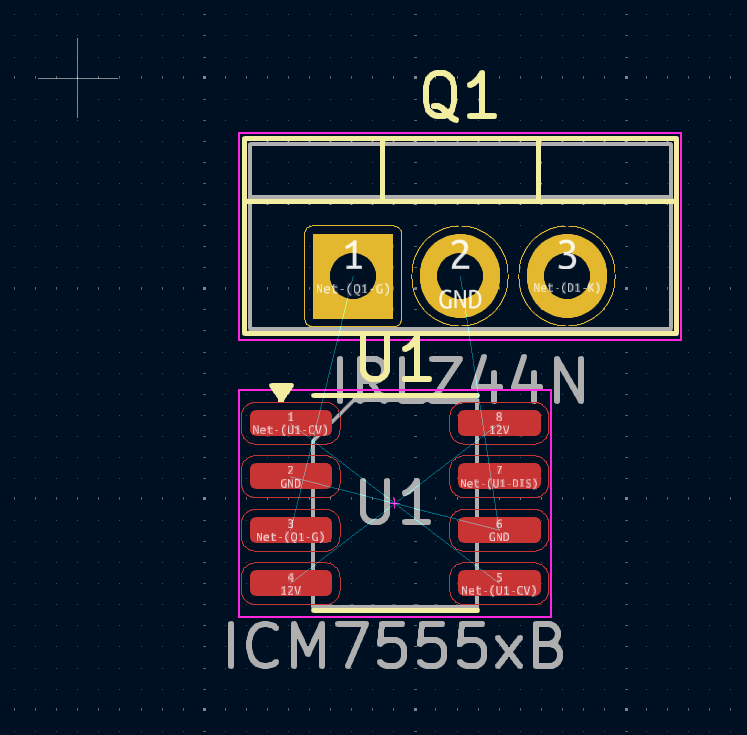 Q1
1
Net-(Q1-G)
2
GND
3
Net-(D1-K)
U1
IRLZ44N
1
Net-(U1-CV)
8
12V
2
GND
7
Net-(U1-DIS)
U1
3
Net-(Q1-G)
6
GND
4
12V
5
Net-(U1-CV)
ICM7555xB